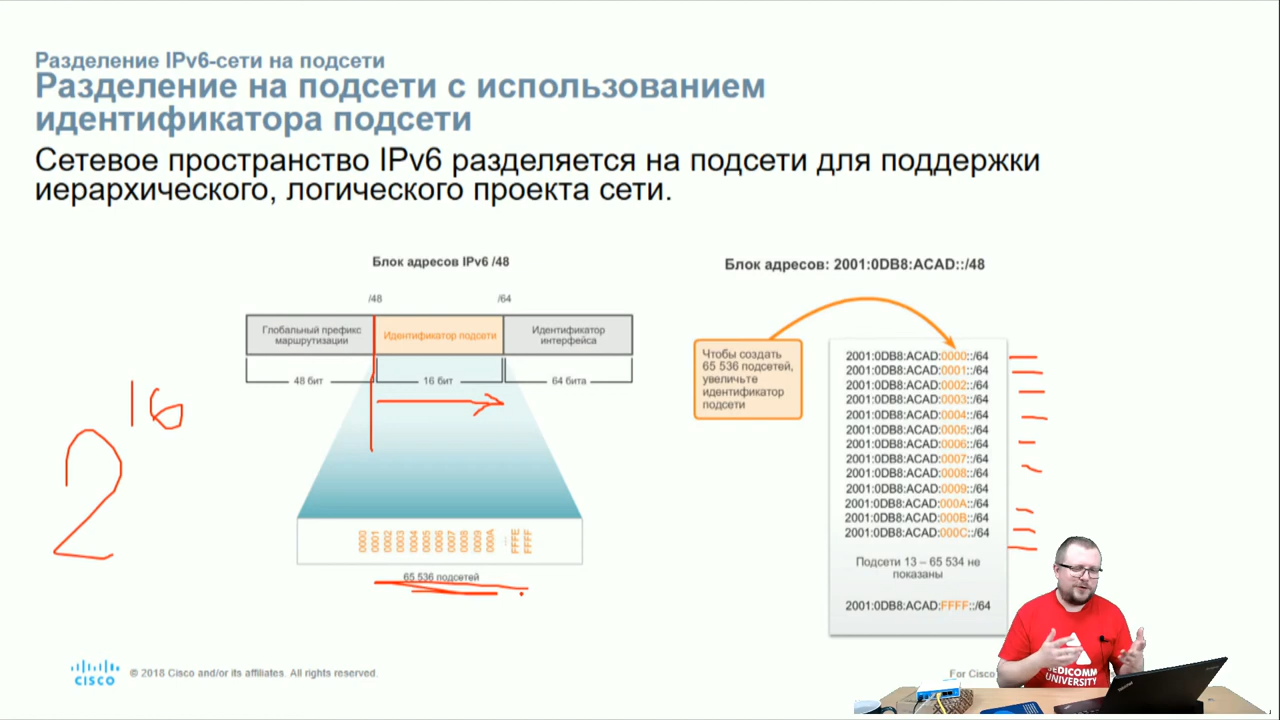 Разделение IPv6-сети на подсети
Разделение на подсети с использованием
идентификатора подсети
Сетевое пространство IPv6 разделяется на подсети для поддержки
иерархического, логического проекта сети.
Блок адресов IPv6 /48
/48
/64
Глобальный префикс
маршрутизации
Идентификатор подсети
Идентификатор
интерфейса
48 бит
16 бит
64 бита
2^16
0000
0001
0002
0003
0004
0005
0006
0007
0008
0009
000A
...
FFFE
FFFF
65 536 подсетей
Блок адресов: 2001:0DB8:ACAD::/48
Чтобы создать
65 536 подсетей,
увеличьте
идентификатор
подсети
2001:0DB8:ACAD:0000::/64
2001:0DB8:ACAD:0001::/64
2001:0DB8:ACAD:0002::/64
2001:0DB8:ACAD:0003::/64
2001:0DB8:ACAD:0004::/64
2001:0DB8:ACAD:0005::/64
2001:0DB8:ACAD:0006::/64
2001:0DB8:ACAD:0007::/64
2001:0DB8:ACAD:0008::/64
2001:0DB8:ACAD:0009::/64
2001:0DB8:ACAD:000A::/64
2001:0DB8:ACAD:000B::/64
2001:0DB8:ACAD:000C::/64
Подсети 13 – 65 534 не
показаны
2001:0DB8:ACAD:FFFF::/64
CISCO
© 2018 Cisco and/or its affiliates. All rights reserved.
For Cisco
EDICOMM
UNIVERSITY